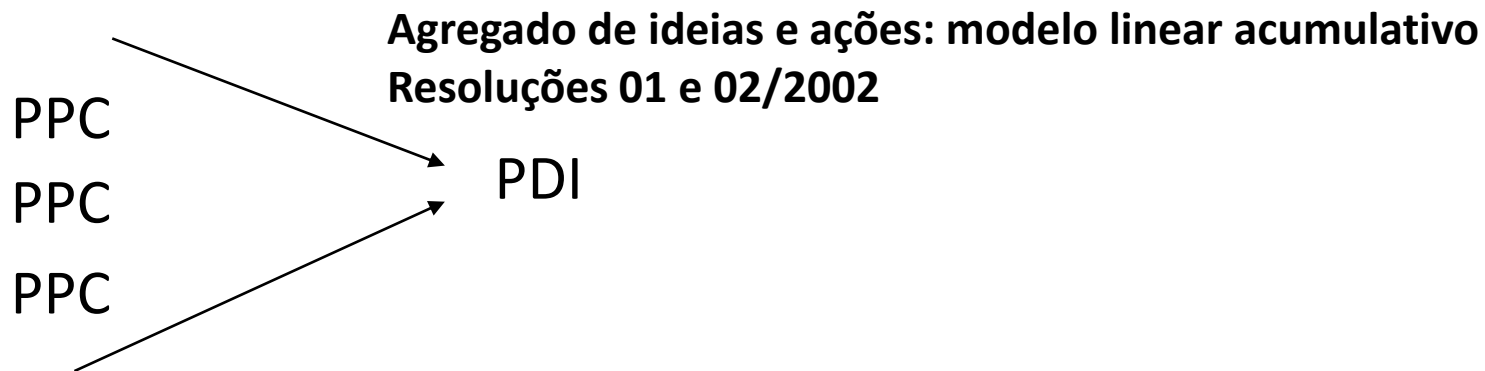 Agregado de ideias e ações: modelo linear acumulativo
Resoluções 01 e 02/2002
PPC
PPC
PPC
PDI